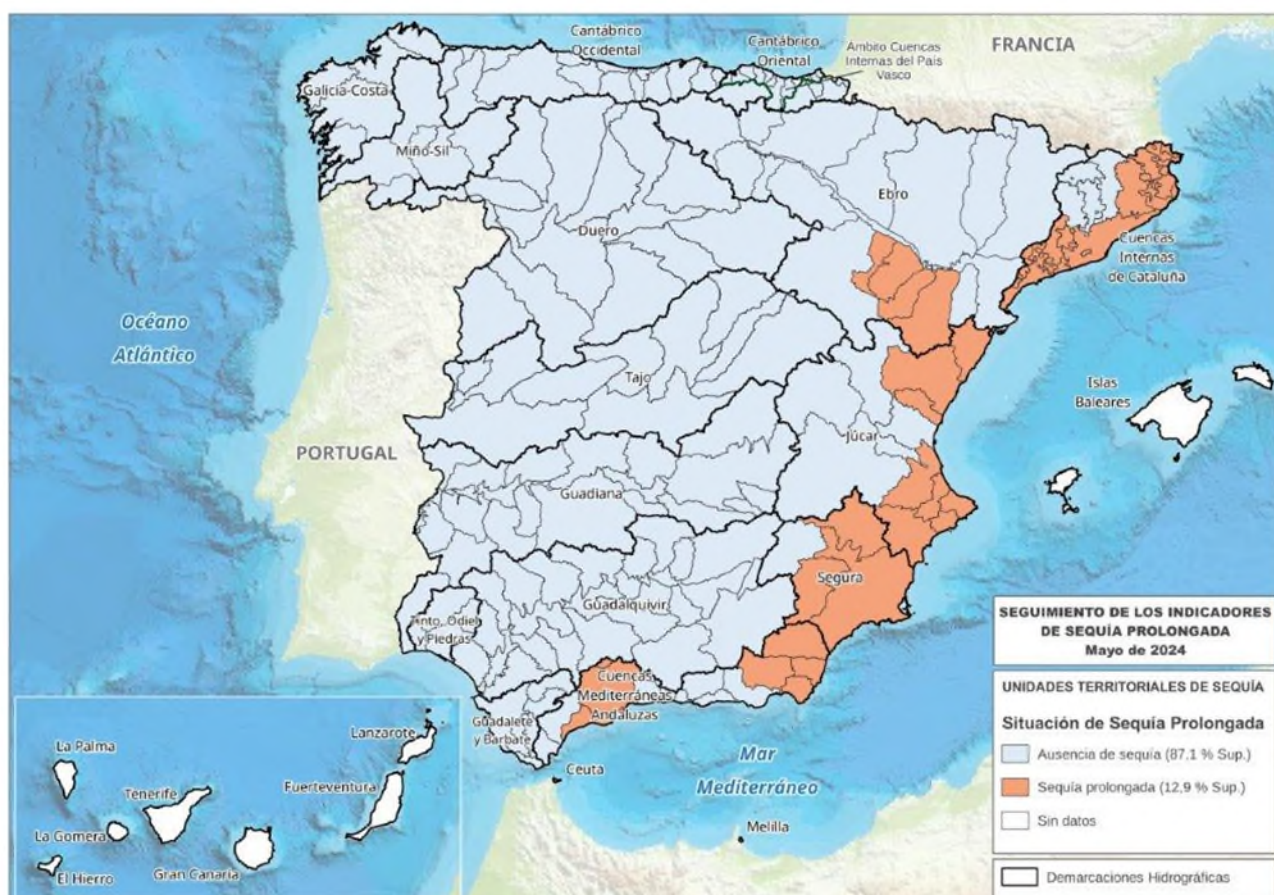 Cantábrico
Occidental
Cantábrico
Oriental
Ámbito Cuencas
Internas del País
Vasco
FRANCIA
Galicia-Costa
Miño-Sil
Ebro
Duero
Cuencas
Internas
de Cataluña
Océano
Atlántico
Tajo
Islas
Baleares
PORTUGAL
Júcar
Guadiana
Segura
Guadalquivir
Tinto, Odiel
y Piedras
Cuencas
Mediterráneas
Andaluzas
Guadalete
y Barbate
Ceuta
Mar
Mediterráneo
Melilla
Lanzarote
La Palma
Fuerteventura
Tenerife
La Gomera
El Hierro
Gran Canaria
SEGUIMIENTO DE LOS INDICADORES
DE SEQUÍA PROLONGADA
Mayo de 2024
UNIDADES TERRITORIALES DE SEQUÍA
Situación de Sequía Prolongada
Ausencia de sequía (87,1 % Sup.)
Sequía prolongada (12,9 % Sup.)
Sin datos
Demarcaciones Hidrográficas